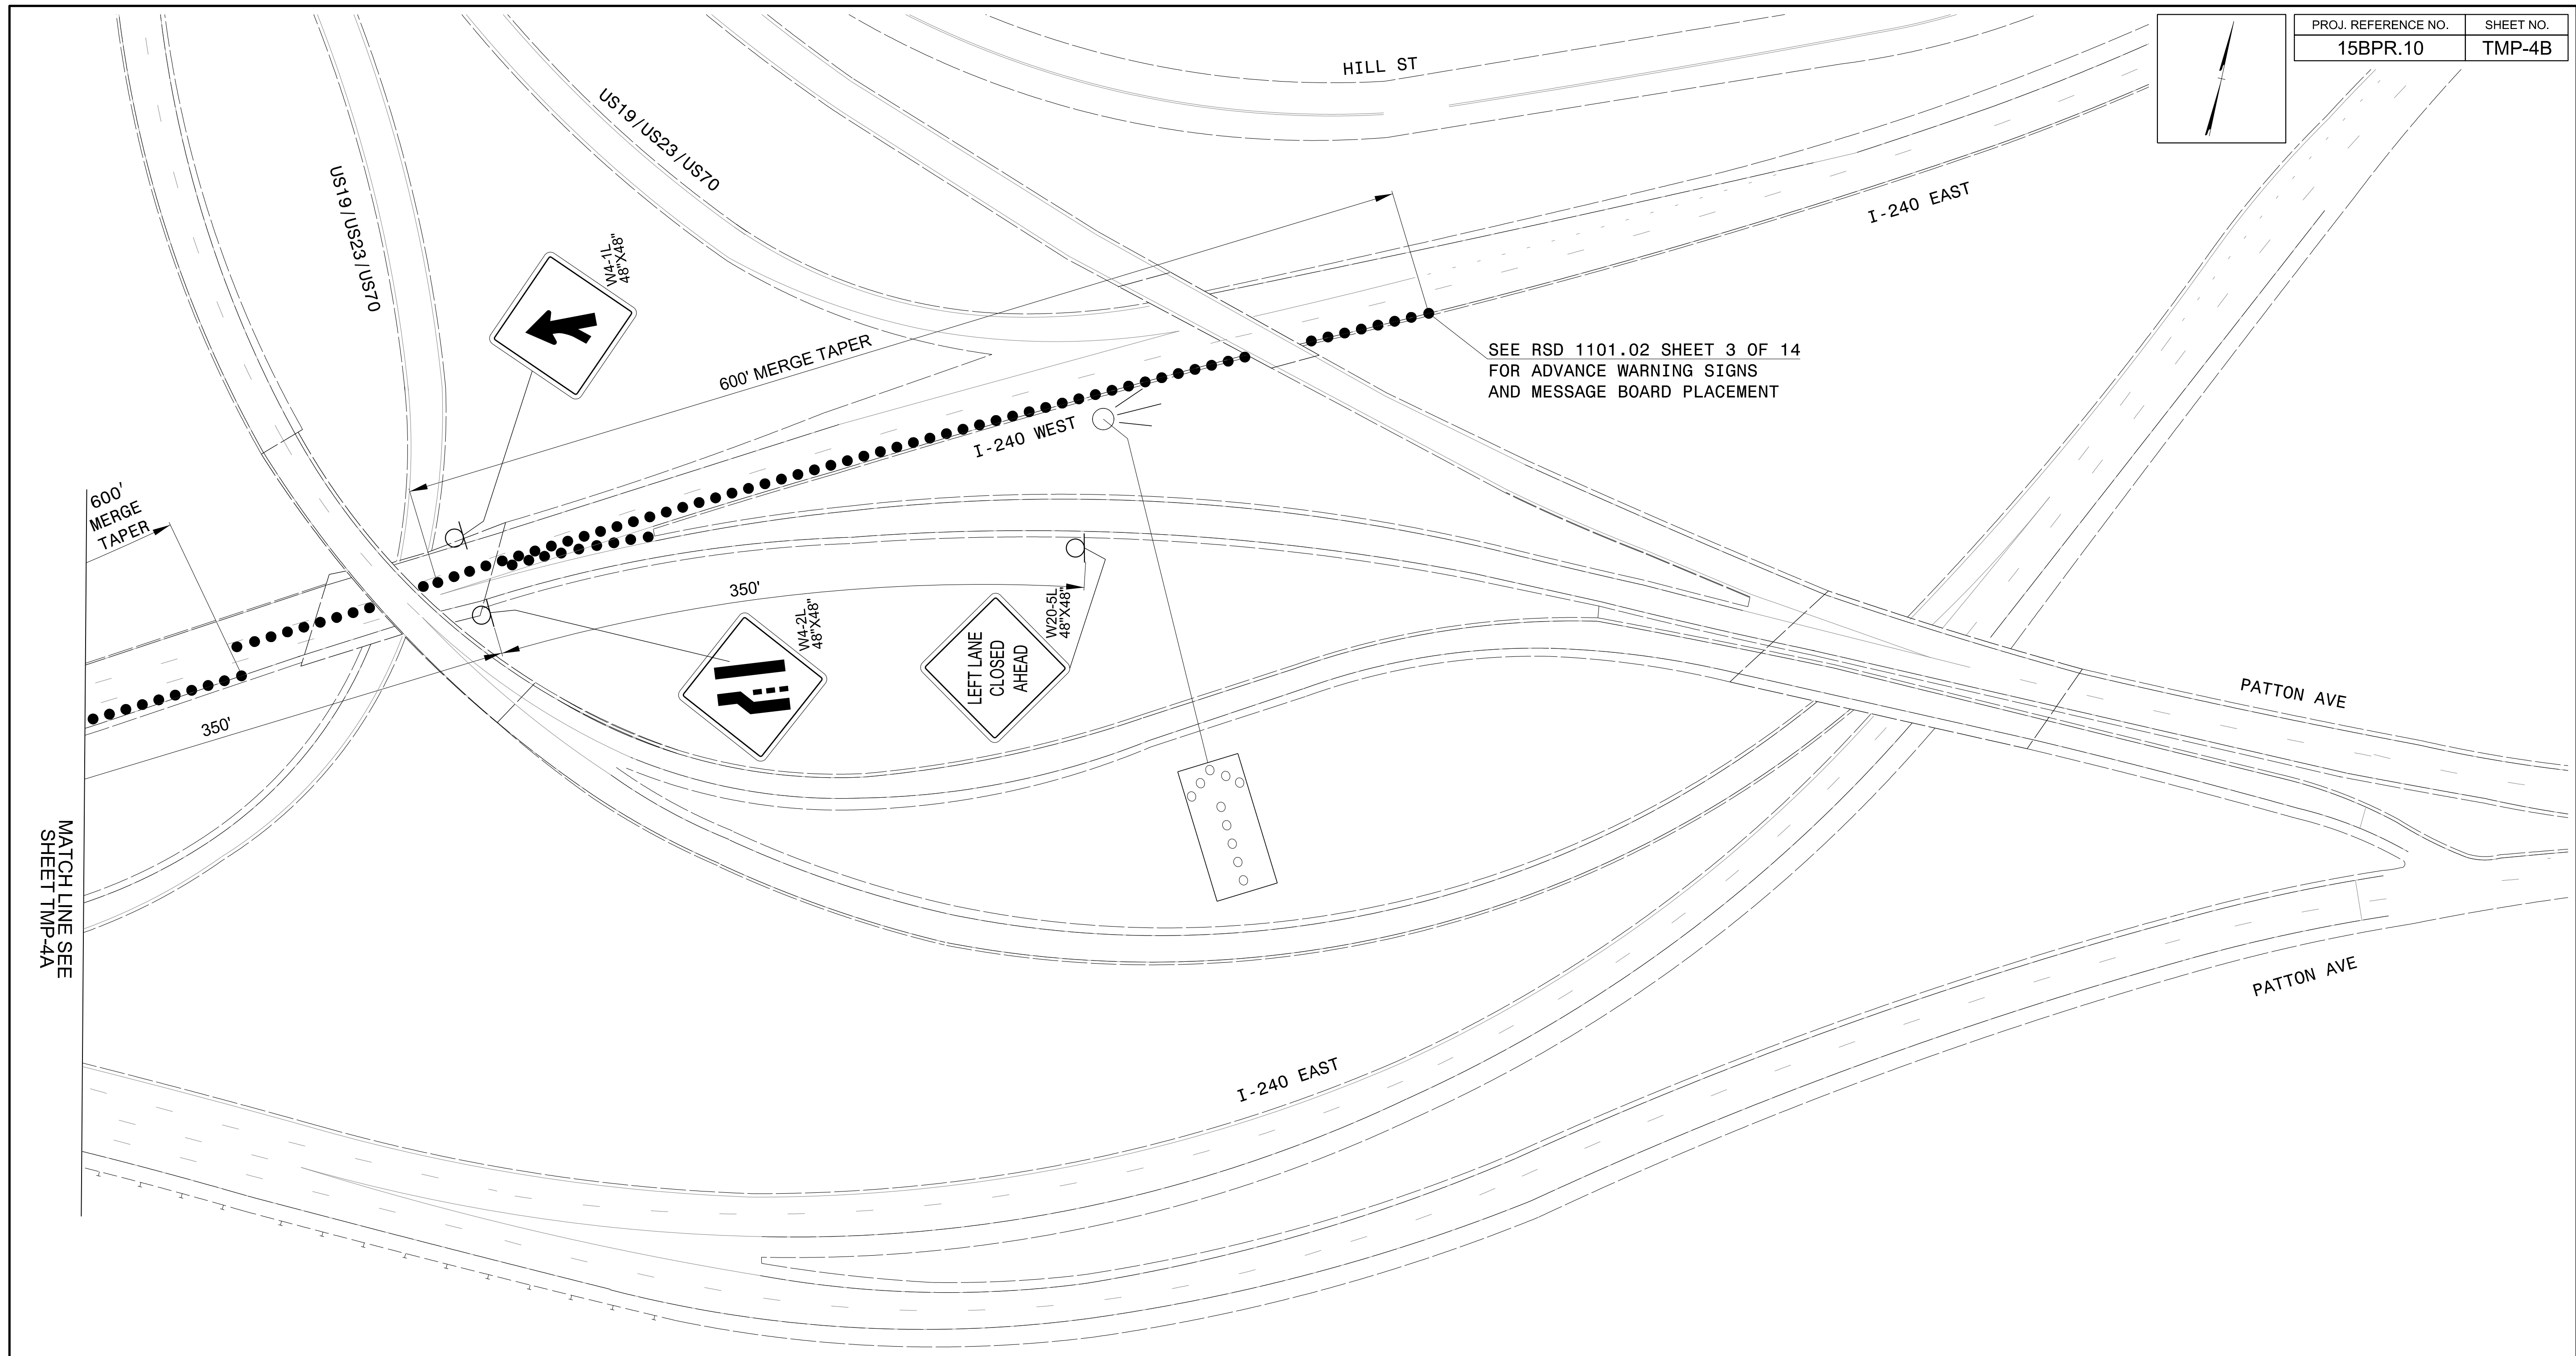 PROJ. REFERENCE NO.
SHEET NO.
15BPR.10
TMP-4B
HILL ST
US19/US23/US70
US19/US23/US70
I-240 EAST
W4-1L
48"X48"
600' MERGE TAPER
SEE RSD 1101.02 SHEET 3 OF 14
FOR ADVANCE WARNING SIGNS
AND MESSAGE BOARD PLACEMENT
I-240 WEST
600'
MERGE
TAPER
350'
W4-2L
48"X48"
LEFT LANE
CLOSED
AHEAD
W20-5L
48"X48"
350'
PATTON AVE
MATCH LINE SEE
SHEET TMP-4A
PATTON AVE
I-240 EAST